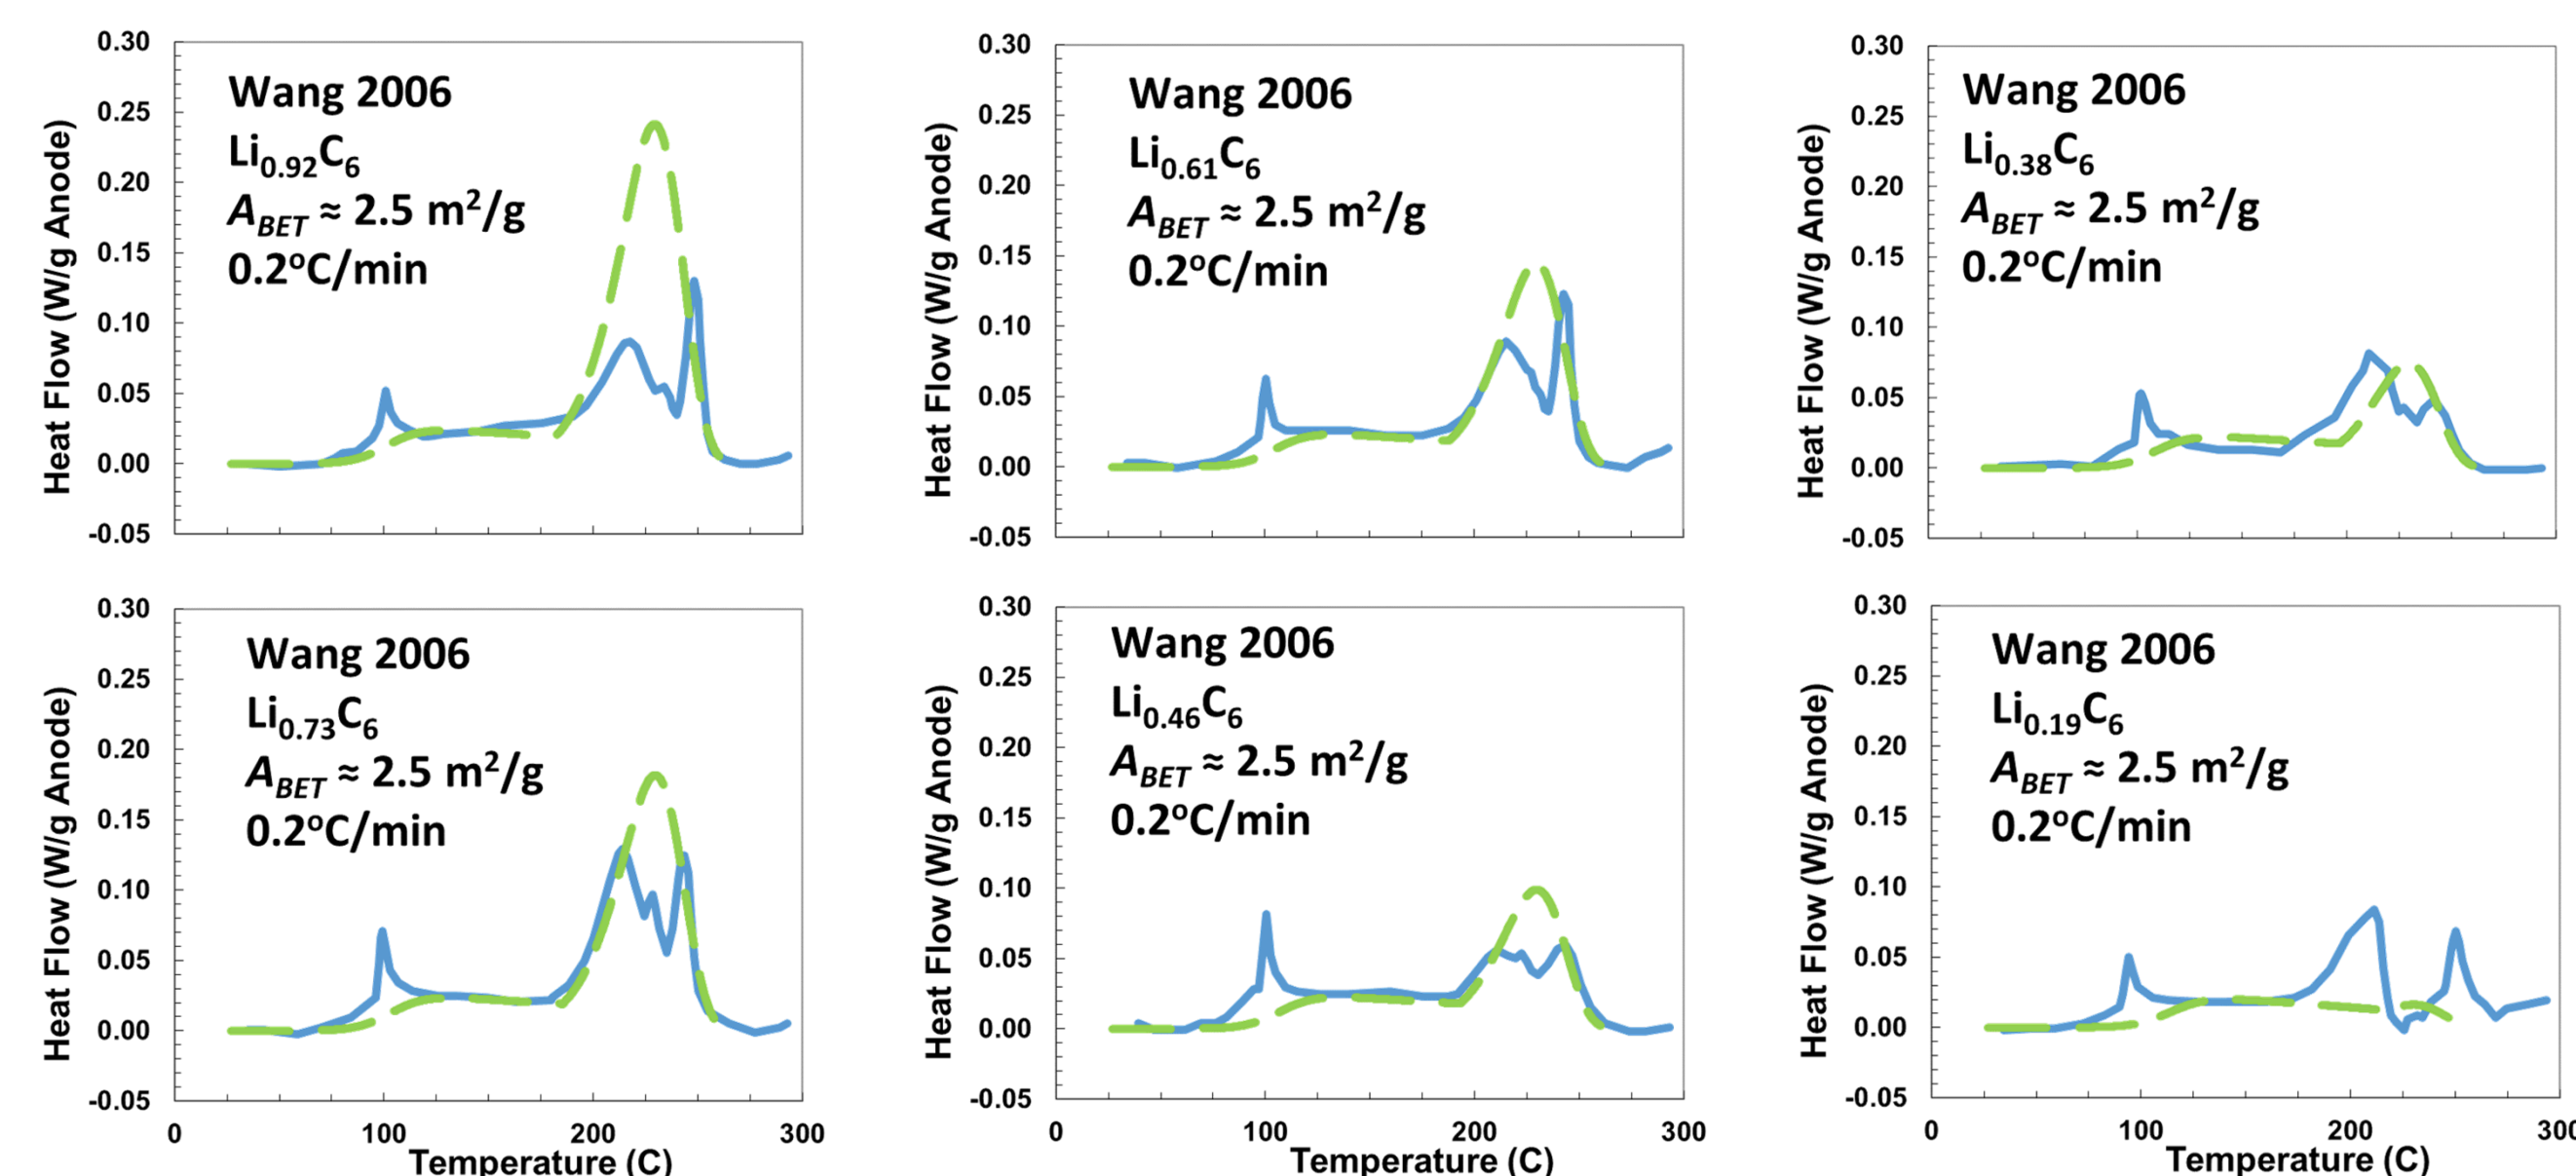 0.30
0.25
0.20
0.15
0.10
0.05
0.00
-0.05
Heat Flow (W/g Anode)
Wang 2006
Li0.92C6
ABET ≈ 2.5 m2/g
0.2oC/min
0.30
0.25
0.20
0.15
0.10
0.05
0.00
-0.05
Heat Flow (W/g Anode)
Wang 2006
Li0.61C6
ABET ≈ 2.5 m2/g
0.2oC/min
0.30
0.25
0.20
0.15
0.10
0.05
0.00
-0.05
Heat Flow (W/g Anode)
Wang 2006
Li0.38C6
ABET ≈ 2.5 m2/g
0.2oC/min
0.30
0.25
0.20
0.15
0.10
0.05
0.00
-0.05
Heat Flow (W/g Anode)
Wang 2006
Li0.73C6
ABET ≈ 2.5 m2/g
0.2oC/min
0 100 200 300
Temperature (C)
0.30
0.25
0.20
0.15
0.10
0.05
0.00
-0.05
Heat Flow (W/g Anode)
Wang 2006
Li0.46C6
ABET ≈ 2.5 m2/g
0.2oC/min
0 100 200 300
Temperature (C)
0.30
0.25
0.20
0.15
0.10
0.05
0.00
-0.05
Heat Flow (W/g Anode)
Wang 2006
Li0.19C6
ABET ≈ 2.5 m2/g
0.2oC/min
0 100 200 300
Temperature (C)